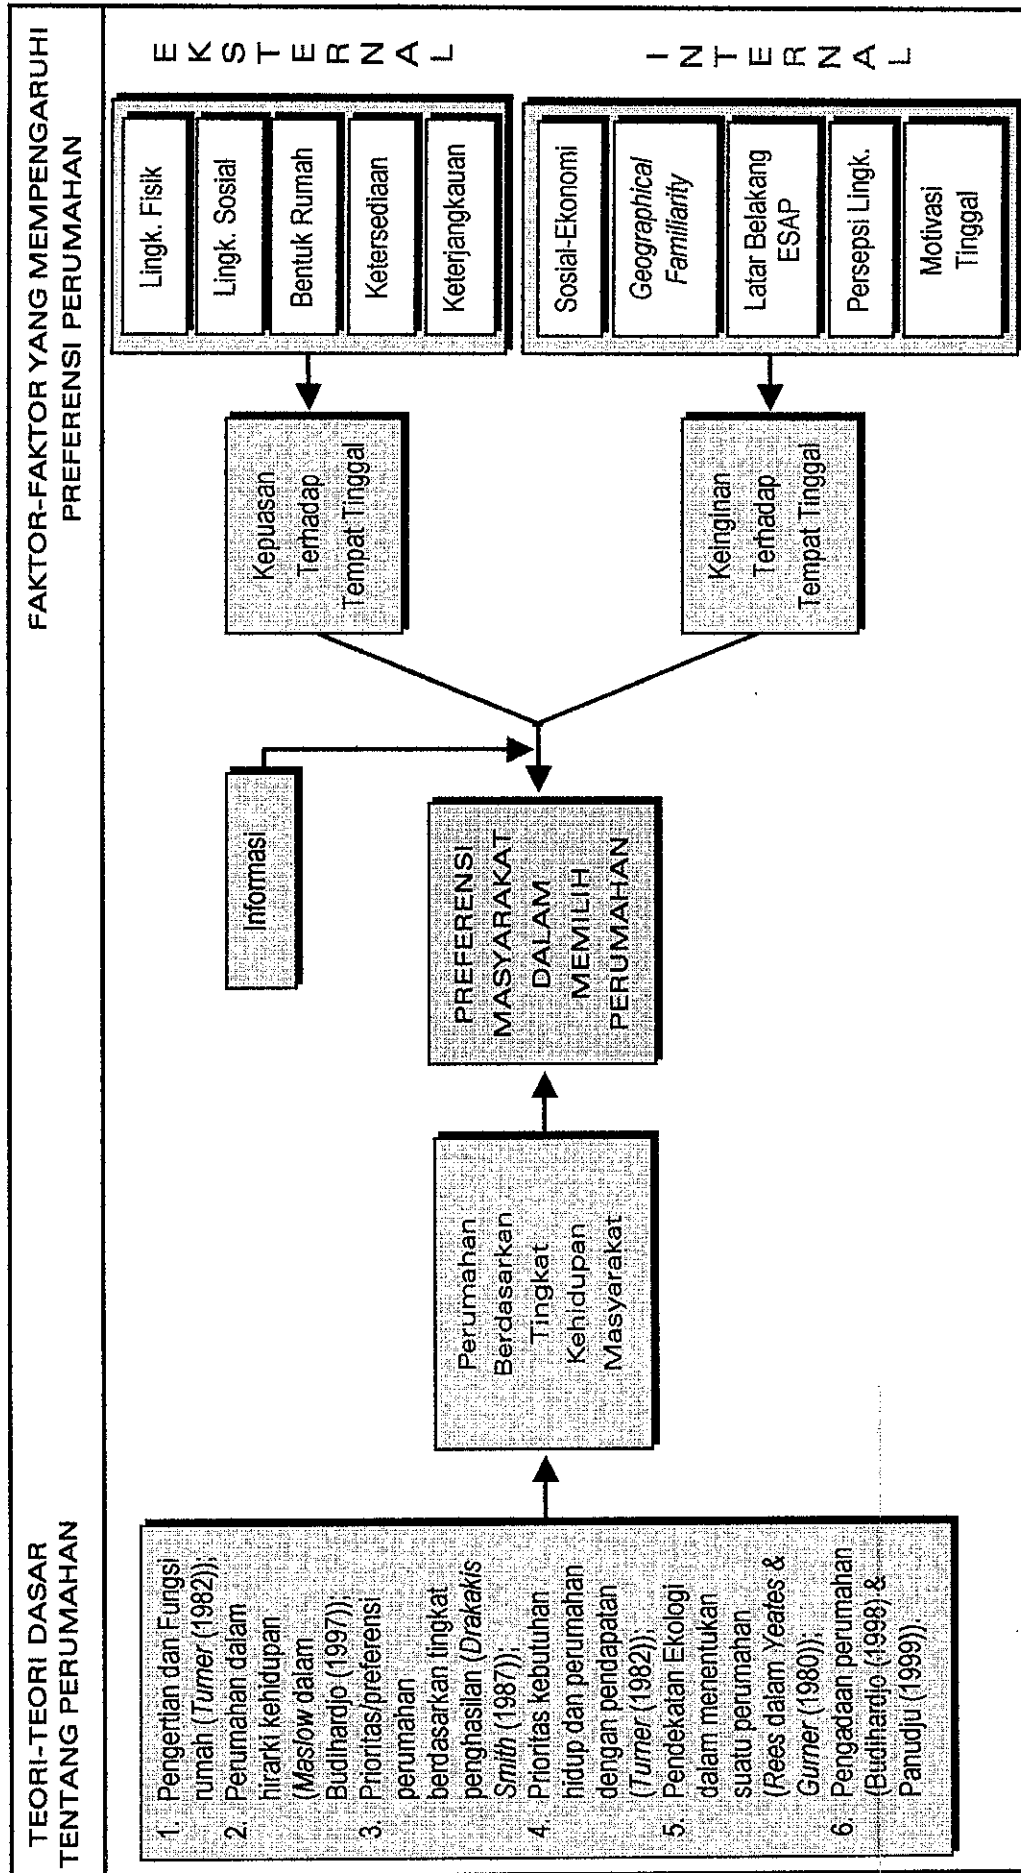 TEORI-TEORI DASAR
TENTANG PERUMAHAN
FAKTOR-FAKTOR YANG MEMPENGARUHI
PREFERENSI PERUMAHAN
1. Pengertian dan Fungsi
rumah (Turner (1982));
2. Perumahan dalam
hirarki kehidupan
(Maslow dalam
Budihardjo (1997));
3. Prioritas/preferensi
perumahan
berdasarkan tingkat
penghasilan (Drakakis
Smith (1987));
4. Prioritas kebutuhan
hidup dan perumahan
dengan pendapatan
(Turner (1982));
5. Pendekatan Ekologi
dalam menentukan
suatu perumahan
(Rees dalam Yeates &
Gurner (1980));
6. Pengadaan perumahan
(Budihardjo (1998) &
Panudju (1999)).
Perumahan
Berdasarkan
Tingkat
Kehidupan
Masyarakat
PREFERENSI
MASYARAKAT
DALAM
MEMILIH
PERUMAHAN
Informasi
Kepuasan
Terhadap
Tempat Tinggal
Keinginan
Terhadap
Tempat Tinggal
Lingk. Fisik
Lingk. Sosial
Bentuk Rumah
Ketersediaan
Keterjangkauan
EKSTERNAL
Sosial-Ekonomi
Geographical
Familiarity
Latar Belakang
ESAP
Persepsi Lingk.
Motivasi
Tinggal
INTERNAL